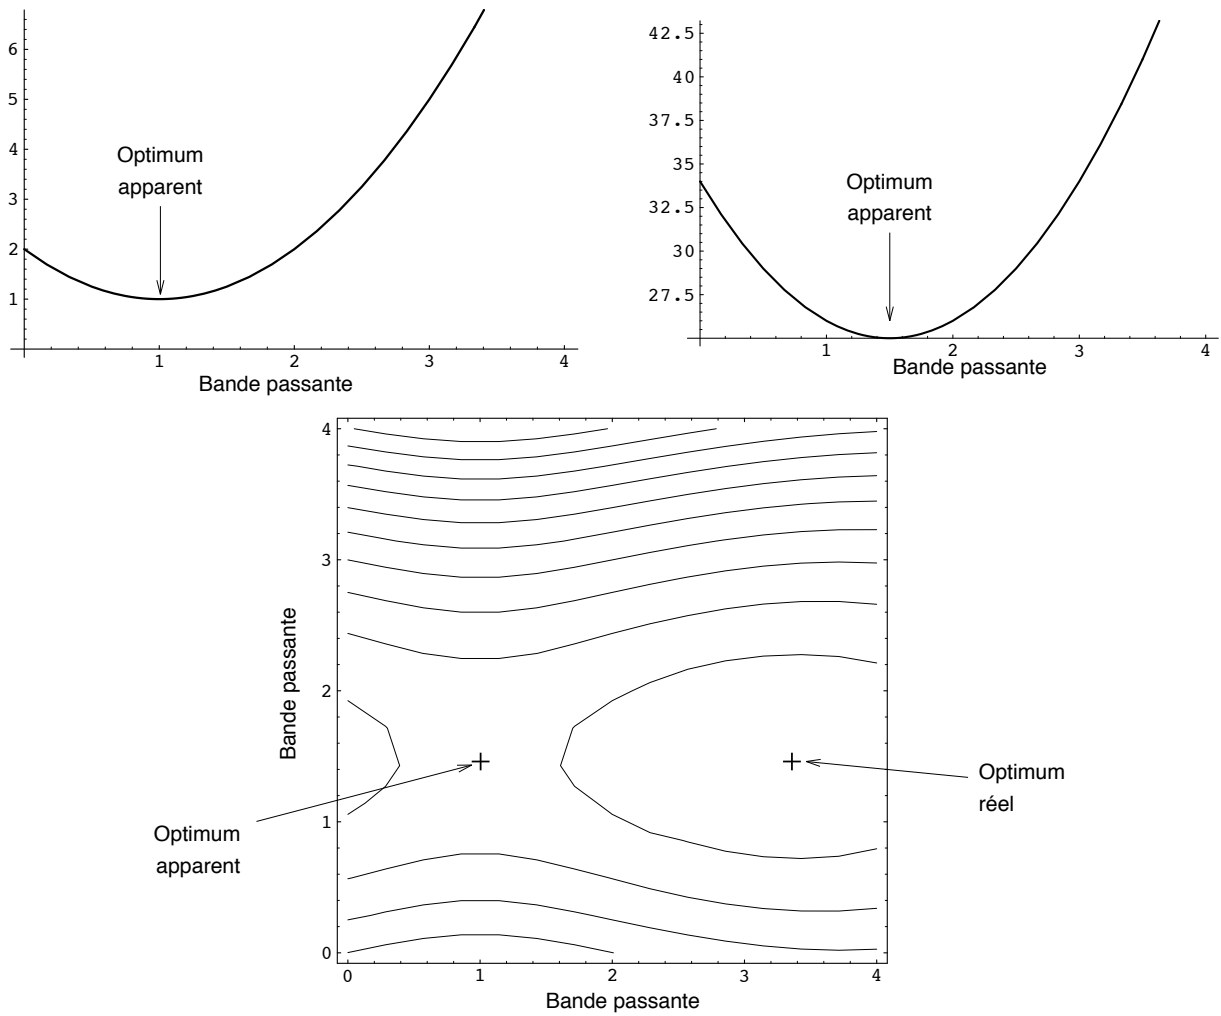 6
5
4
3
2
1
Optimum
apparent
1 2 3 4
Bande passante
42.5
40
37.5
35
32.5
30
27.5
Optimum
apparent
1 2 3 4
Bande passante
4
3
2
1
0
Bande passante
Optimum
apparent
Optimum
réel
0 1 2 3 4
Bande passante